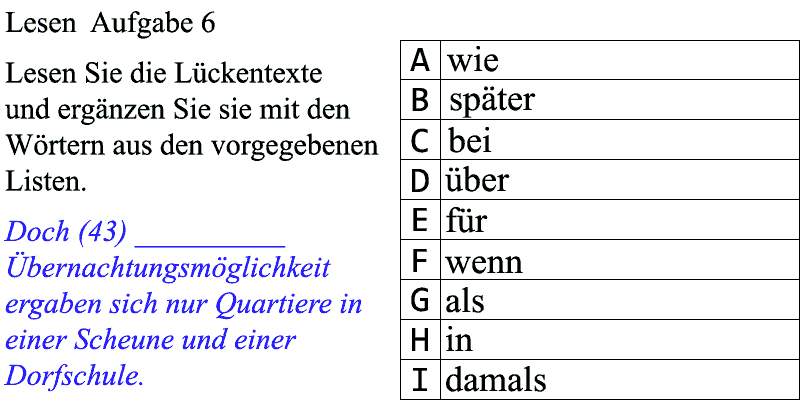 Lesen Aufgabe 6
Lesen Sie die Lückentexte
und ergänzen Sie sie mit den
Wörtern aus den vorgegebenen
Listen.
Doch (43) __________
Übernachtungsmöglichkeit
ergaben sich nur Quartiere in
einer Scheune und einer
Dorfschule.
A wie
B später
C bei
D über
E für
F wenn
G als
H in
I damals